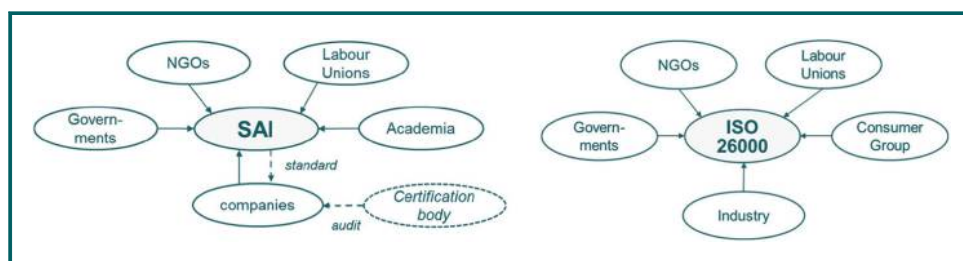 NGOs
Labour
Unions
Govern-
ments
SAI
Academia
standard
companies
Certification
body
audit
NGOs
Labour
Unions
Govern-
ments
ISO
26000
Consumer
Group
Industry